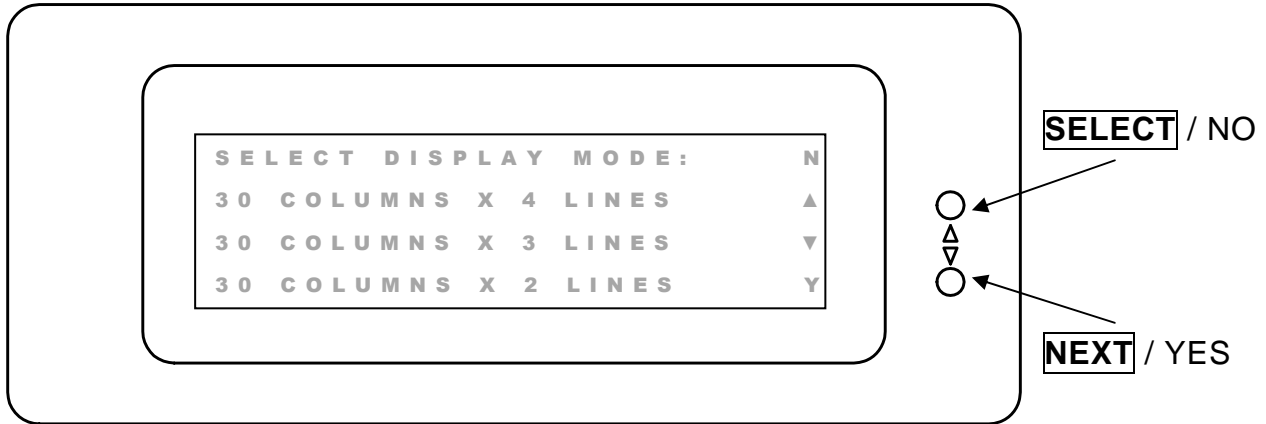 SELECT DISPLAY MODE: N
30 COLUMNS X 4 LINES ▲
30 COLUMNS X 3 LINES ▼
30 COLUMNS X 2 LINES Y
SELECT / NO
NEXT / YES